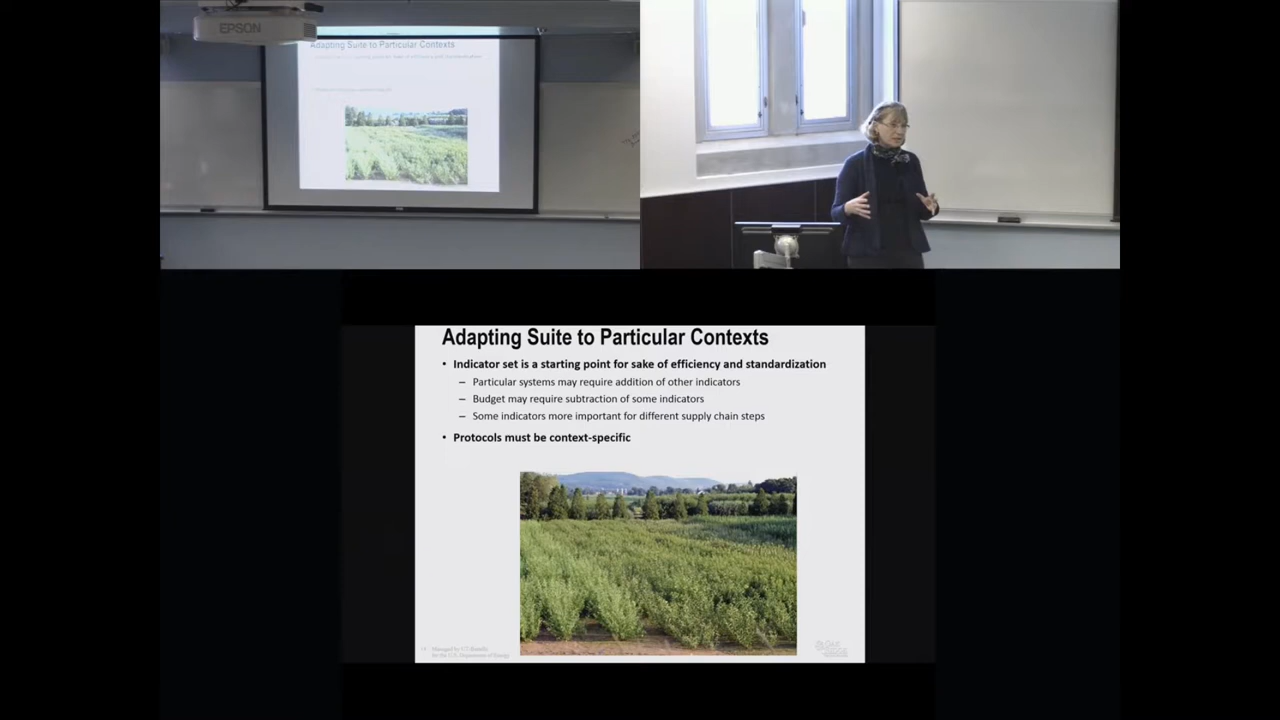 EPSON
Adapting Suite to Particular Contexts
Adapting Suite to Particular Contexts
• Indicator set is a starting point for sake of efficiency and standardization
– Particular systems may require addition of other indicators
– Budget may require subtraction of some indicators
– Some indicators more important for different supply chain steps
• Protocols must be context-specific
Managed by UT-Battelle
for the U.S. Department of Energy